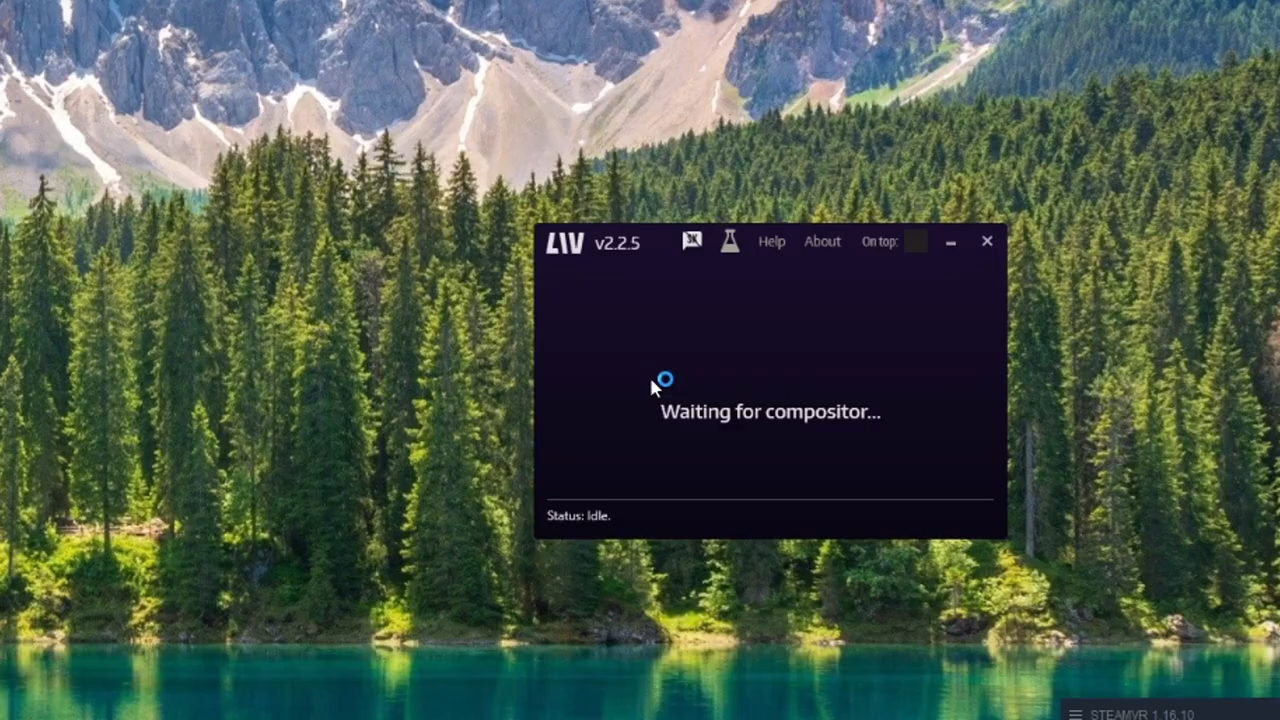 LIV v2.2.5 Help About On top:
Waiting for compositor...
Status: Idle.
STEAMVR 1.16.10